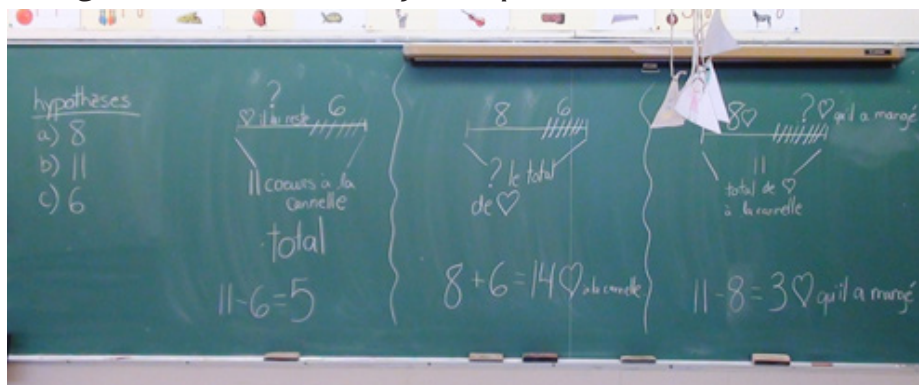 hypothèses
a) 8
b) 11
c) 6
?
♡ il lui reste 6
11 coeurs à la
cannelle
total
11-6=5
8 6
? le total
de ♡
8+6=14♡ à la cannelle
8♡ ?♡ qu'il a mangé
11
total de ♡
à la cannelle
11-8=3♡ qu'il a mangé